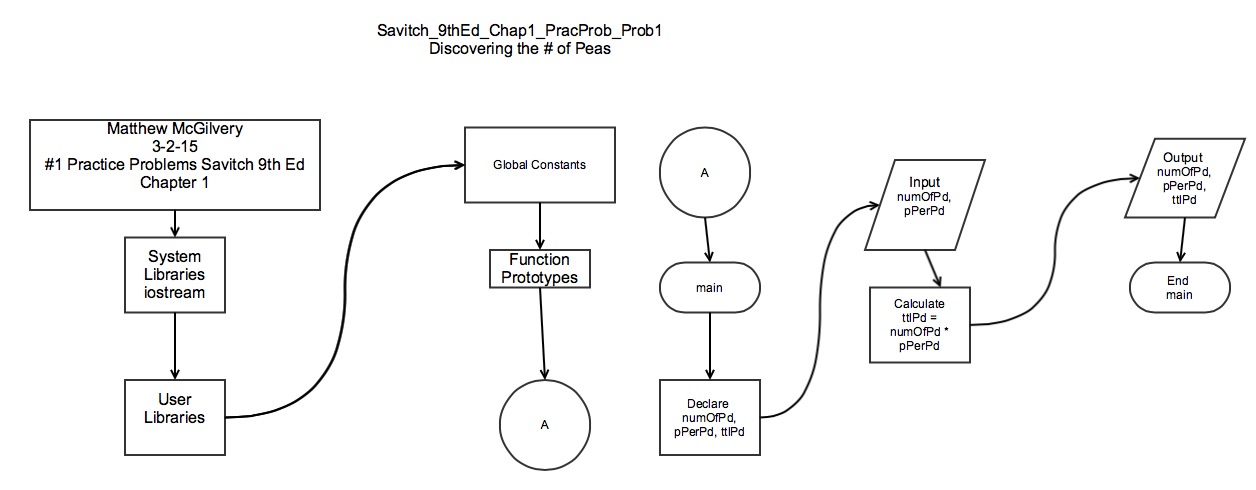 Savitch_9thEd_Chap1_PracProb_Prob1
Discovering the # of Peas
Matthew McGilvery
3-2-15
#1 Practice Problems Savitch 9th Ed
Chapter 1
System
Libraries
iostream
User
Libraries
Global Constants
Function
Prototypes
A
A
main
Declare
numOfPd,
pPerPd, ttlPd
Input
numOfPd,
pPerPd
Calculate
ttlPd =
numOfPd *
pPerPd
Output
numOfPd,
pPerPd,
ttlPd
End
main